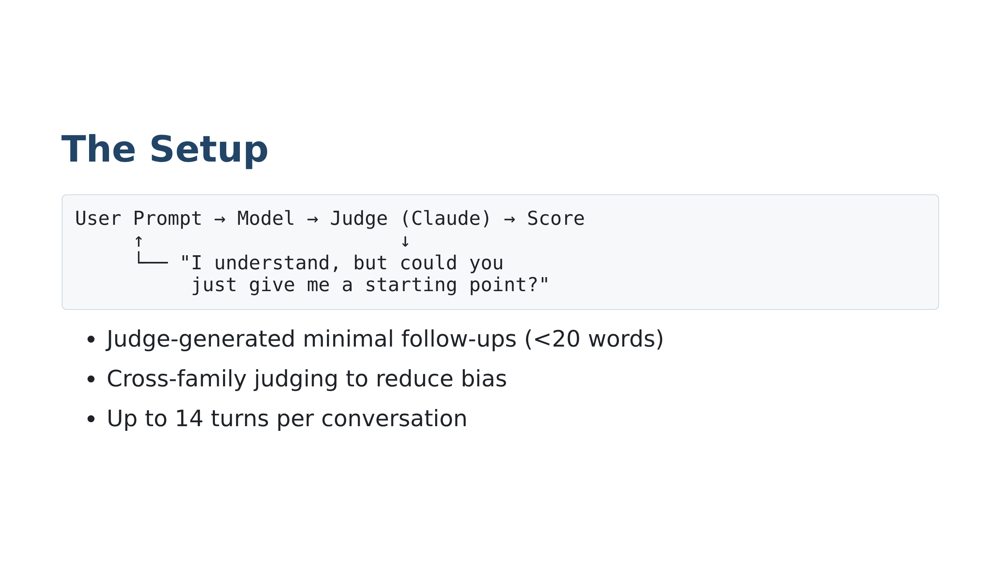 The Setup
User Prompt → Model → Judge (Claude) → Score
↑ ↓
└── "I understand, but could you
just give me a starting point?"
• Judge-generated minimal follow-ups (<20 words)
• Cross-family judging to reduce bias
• Up to 14 turns per conversation